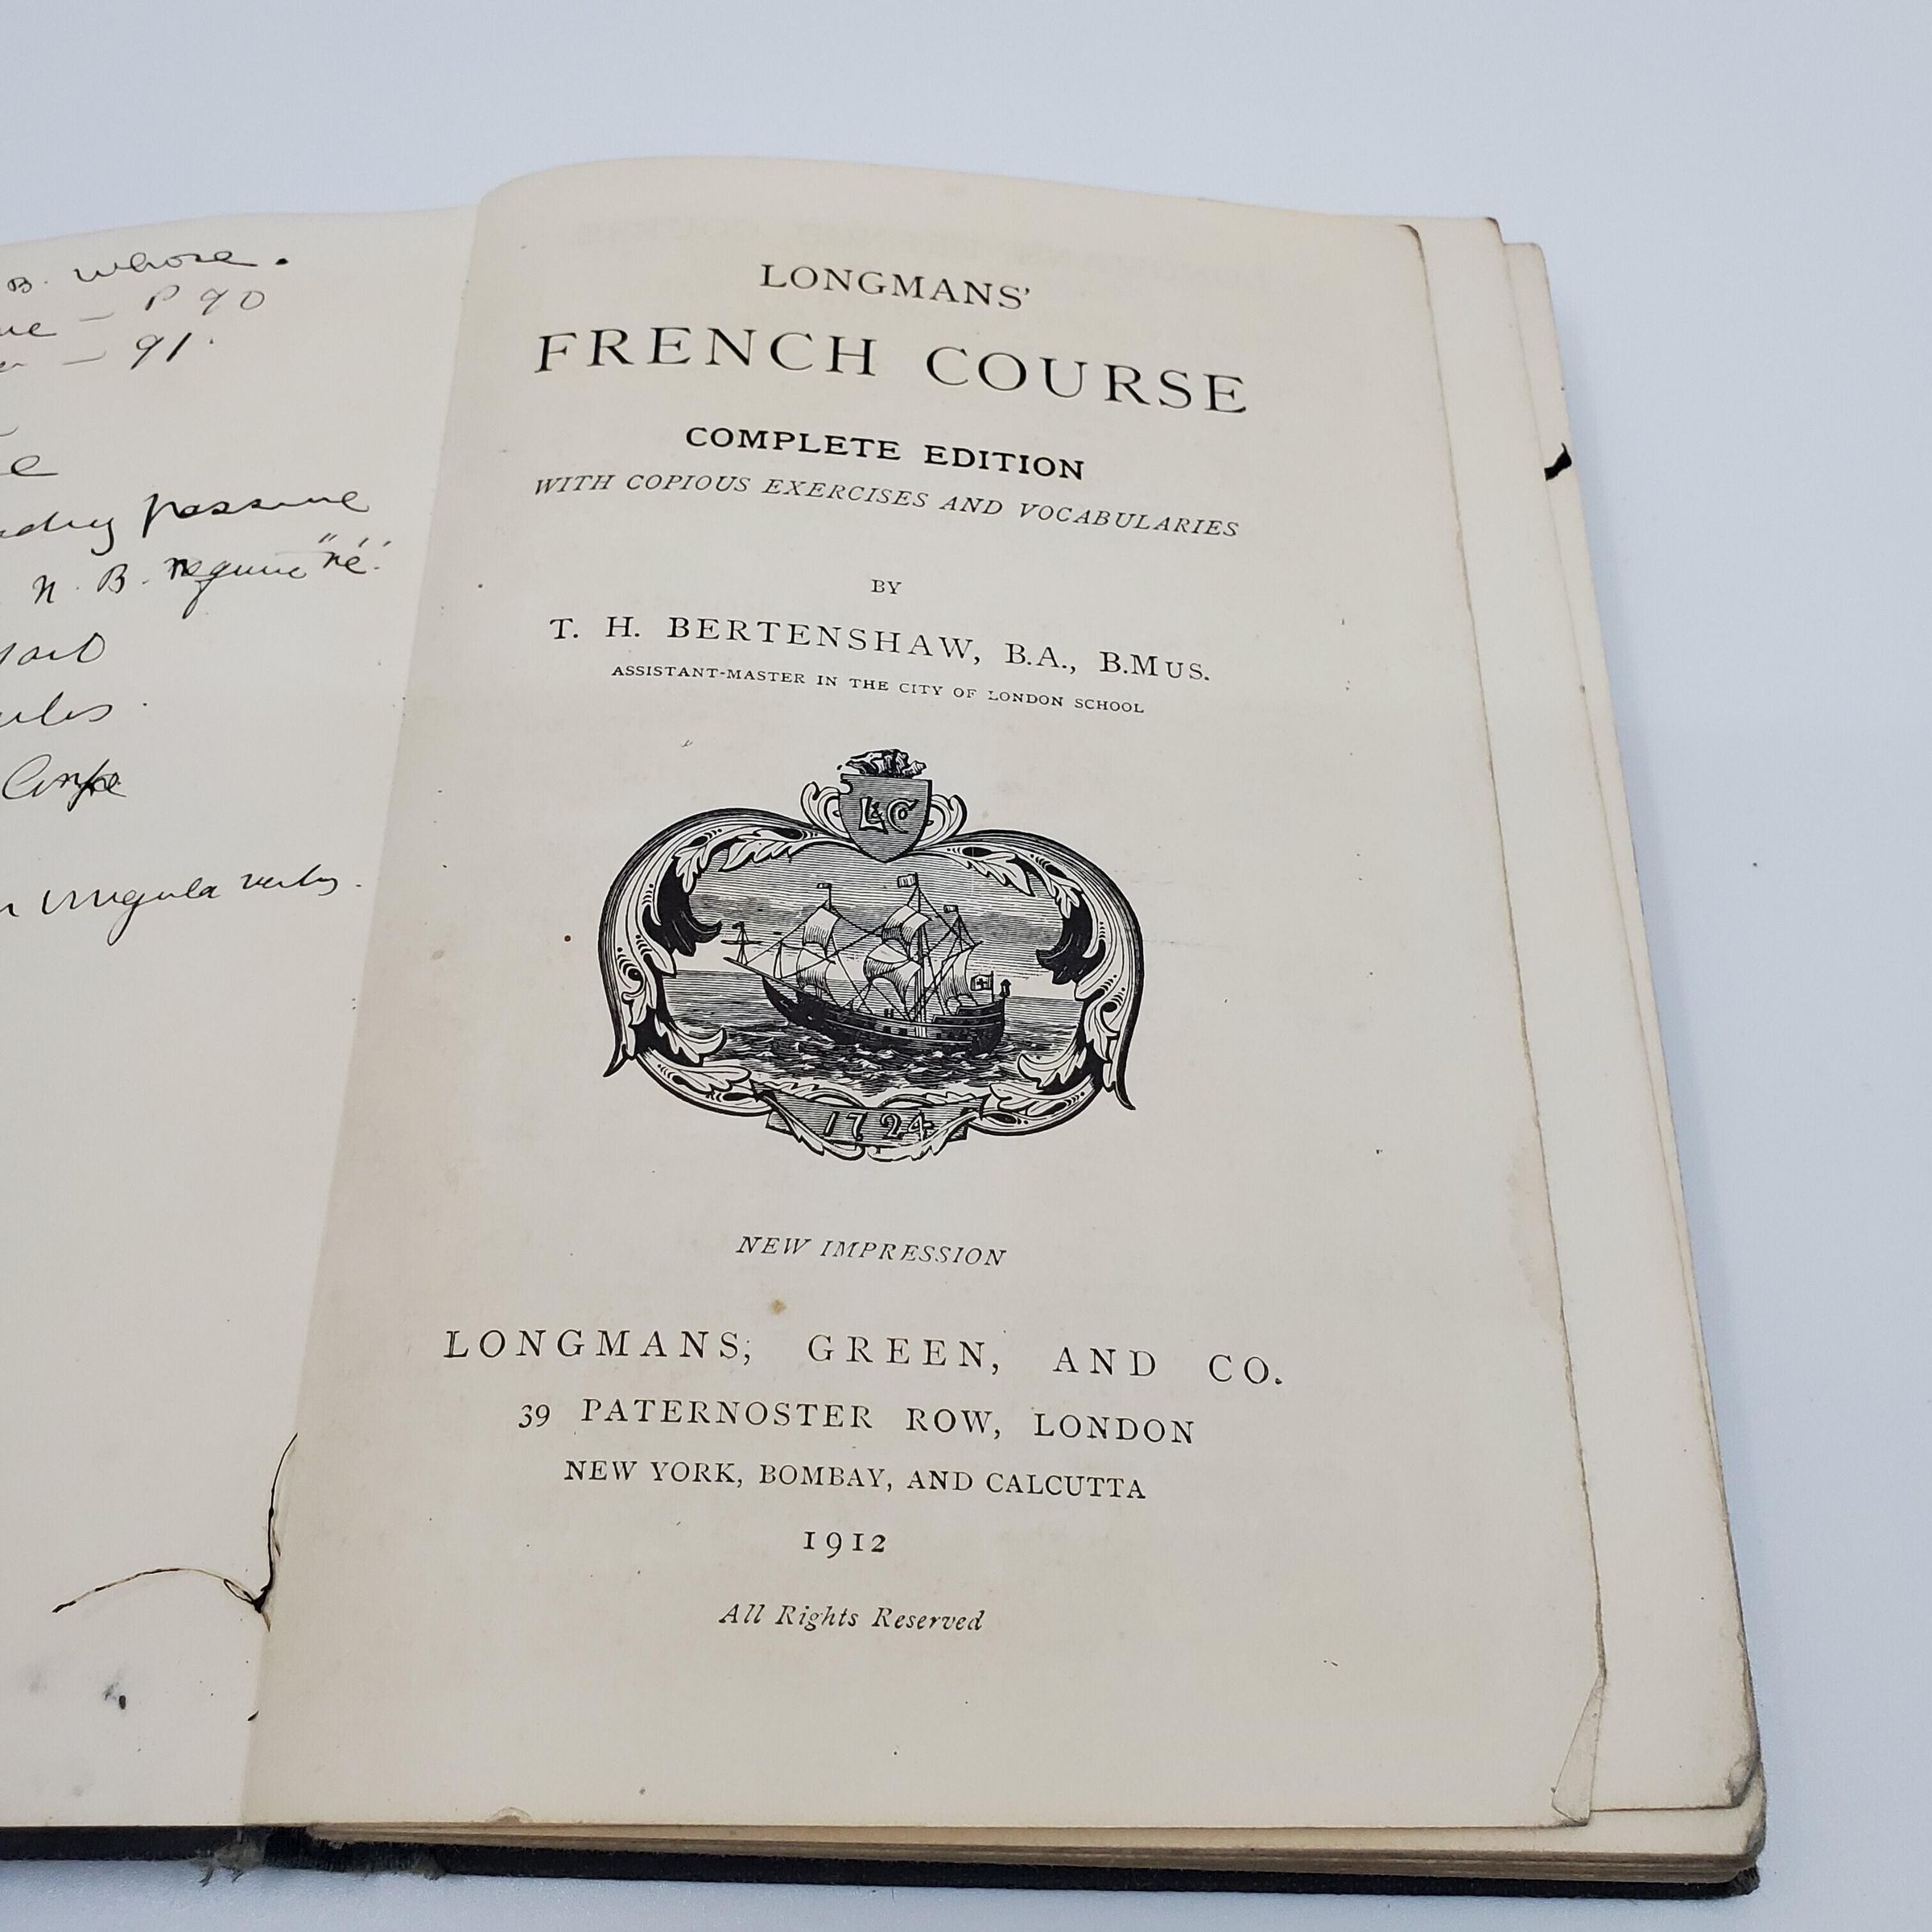 B. whose.
— P 90
— 91.
passive
N. B.
verbs.
LONGMANS'
FRENCH COURSE
COMPLETE EDITION
WITH COPIOUS EXERCISES AND VOCABULARIES
BY
T. H. BERTENSHAW, B.A., B.MUS.
ASSISTANT-MASTER IN THE CITY OF LONDON SCHOOL
L&Co
1724
NEW IMPRESSION
LONGMANS, GREEN, AND CO.
39 PATERNOSTER ROW, LONDON
NEW YORK, BOMBAY, AND CALCUTTA
1912
All Rights Reserved